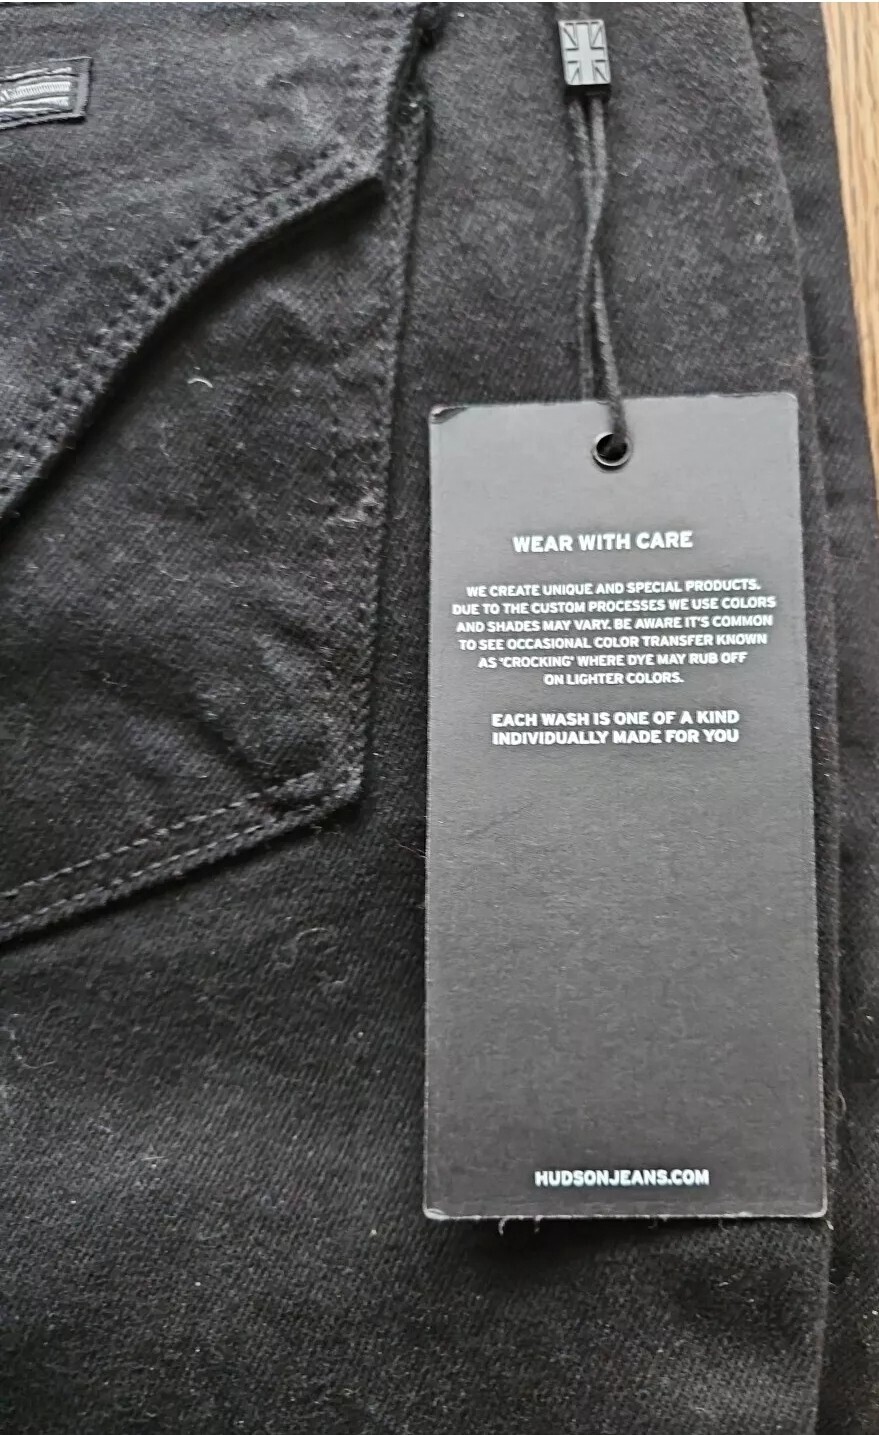 WEAR WITH CARE
WE CREATE UNIQUE AND SPECIAL PRODUCTS.
DUE TO THE CUSTOM PROCESSES WE USE COLORS
AND SHADES MAY VARY. BE AWARE IT'S COMMON
TO SEE OCCASIONAL COLOR TRANSFER KNOWN
AS 'CROCKING' WHERE DYE MAY RUB OFF
ON LIGHTER COLORS.
EACH WASH IS ONE OF A KIND
INDIVIDUALLY MADE FOR YOU
HUDSONJEANS.COM